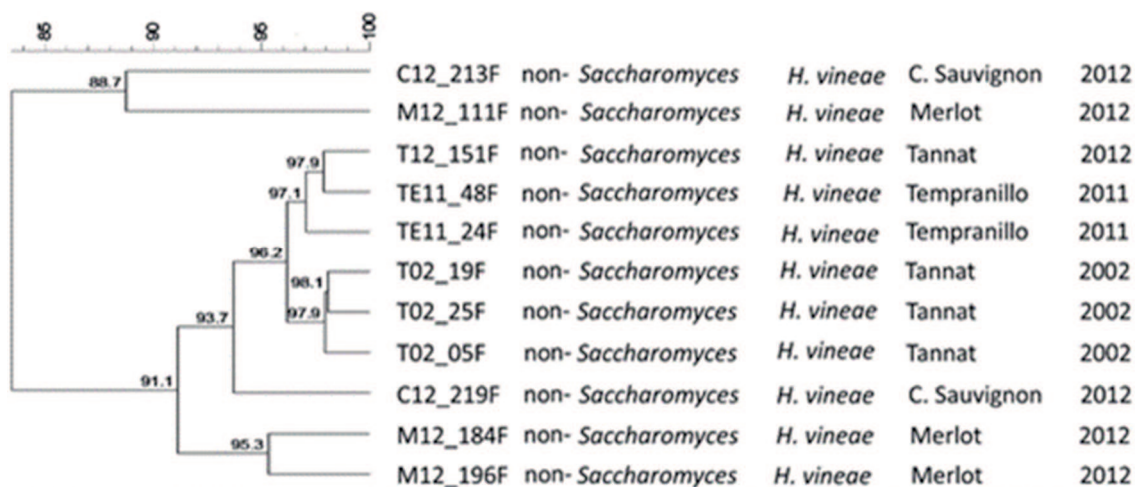 85 90 95 100
C12_213F non- Saccharomyces H. vineae C. Sauvignon 2012
88.7
M12_111F non- Saccharomyces H. vineae Merlot 2012
T12_151F non- Saccharomyces H. vineae Tannat 2012
97.9
TE11_48F non- Saccharomyces H. vineae Tempranillo 2011
97.1
TE11_24F non- Saccharomyces H. vineae Tempranillo 2011
96.2
T02_19F non- Saccharomyces H. vineae Tannat 2002
98.1
T02_25F non- Saccharomyces H. vineae Tannat 2002
97.9
93.7
T02_05F non- Saccharomyces H. vineae Tannat 2002
91.1
C12_219F non- Saccharomyces H. vineae C. Sauvignon 2012
M12_184F non- Saccharomyces H. vineae Merlot 2012
95.3
M12_196F non- Saccharomyces H. vineae Merlot 2012